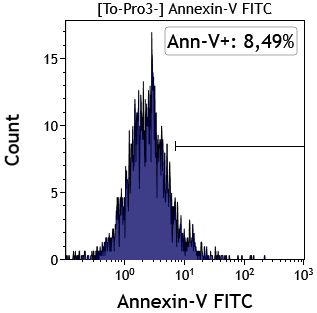 [To-Pro3-] Annexin-V FITC
Ann-V+: 8,49%
Count
15
10
5
0
10⁰
10¹
10²
10³
Annexin-V FITC